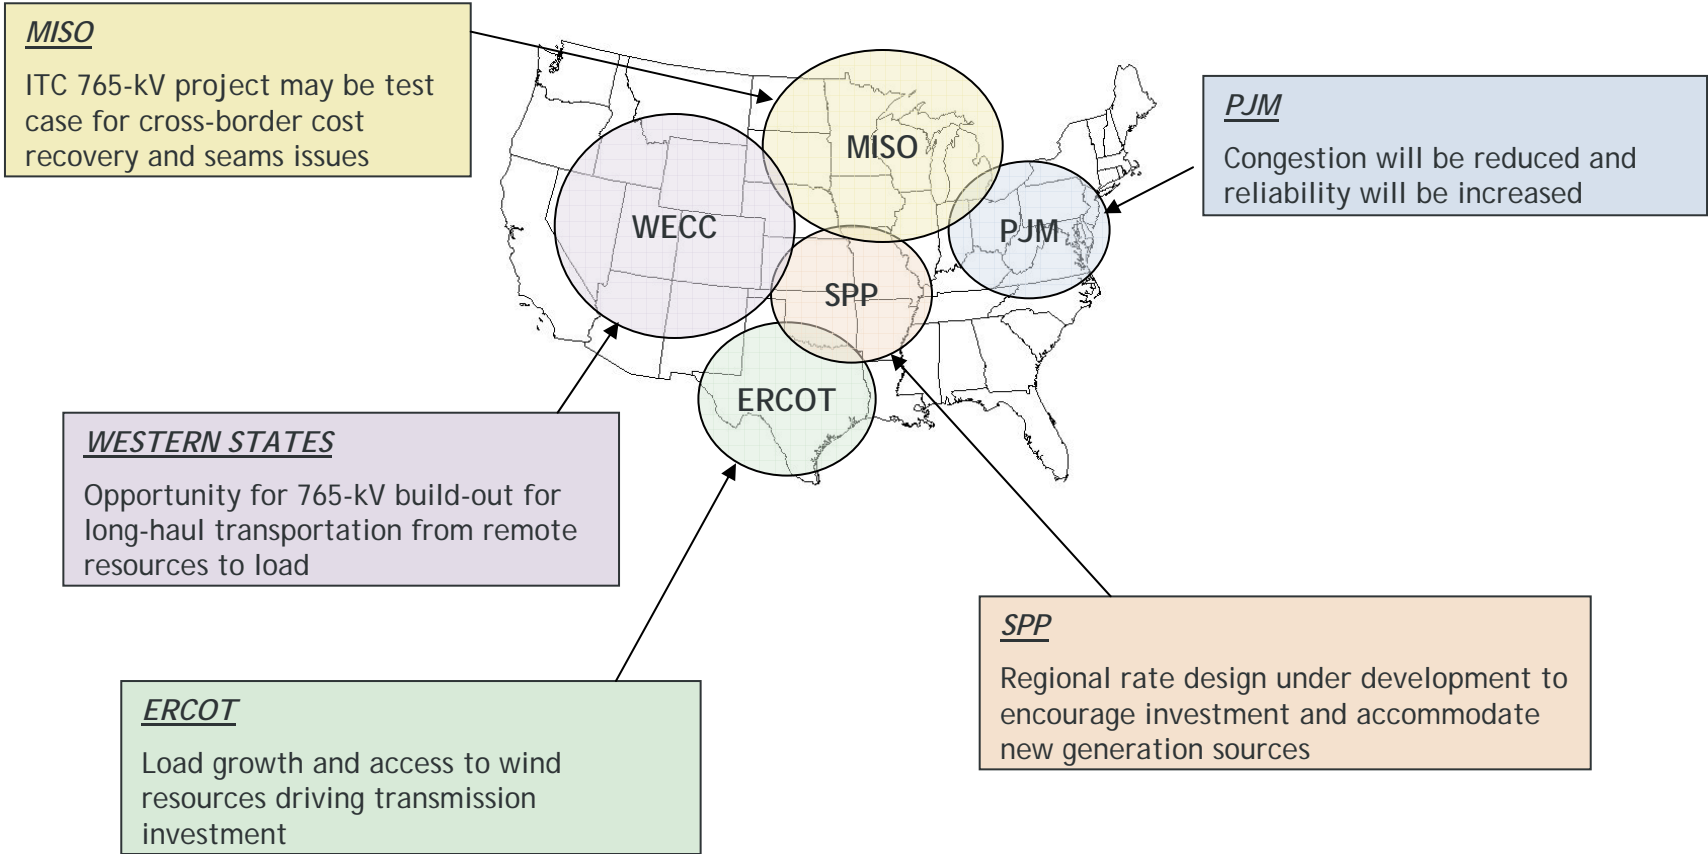 MISO
ITC 765-kV project may be test
case for cross-border cost
recovery and seams issues
PJM
Congestion will be reduced and
reliability will be increased
MISO
WECC
PJM
SPP
ERCOT
WESTERN STATES
Opportunity for 765-kV build-out for
long-haul transportation from remote
resources to load
SPP
Regional rate design under development to
encourage investment and accommodate
new generation sources
ERCOT
Load growth and access to wind
resources driving transmission
investment